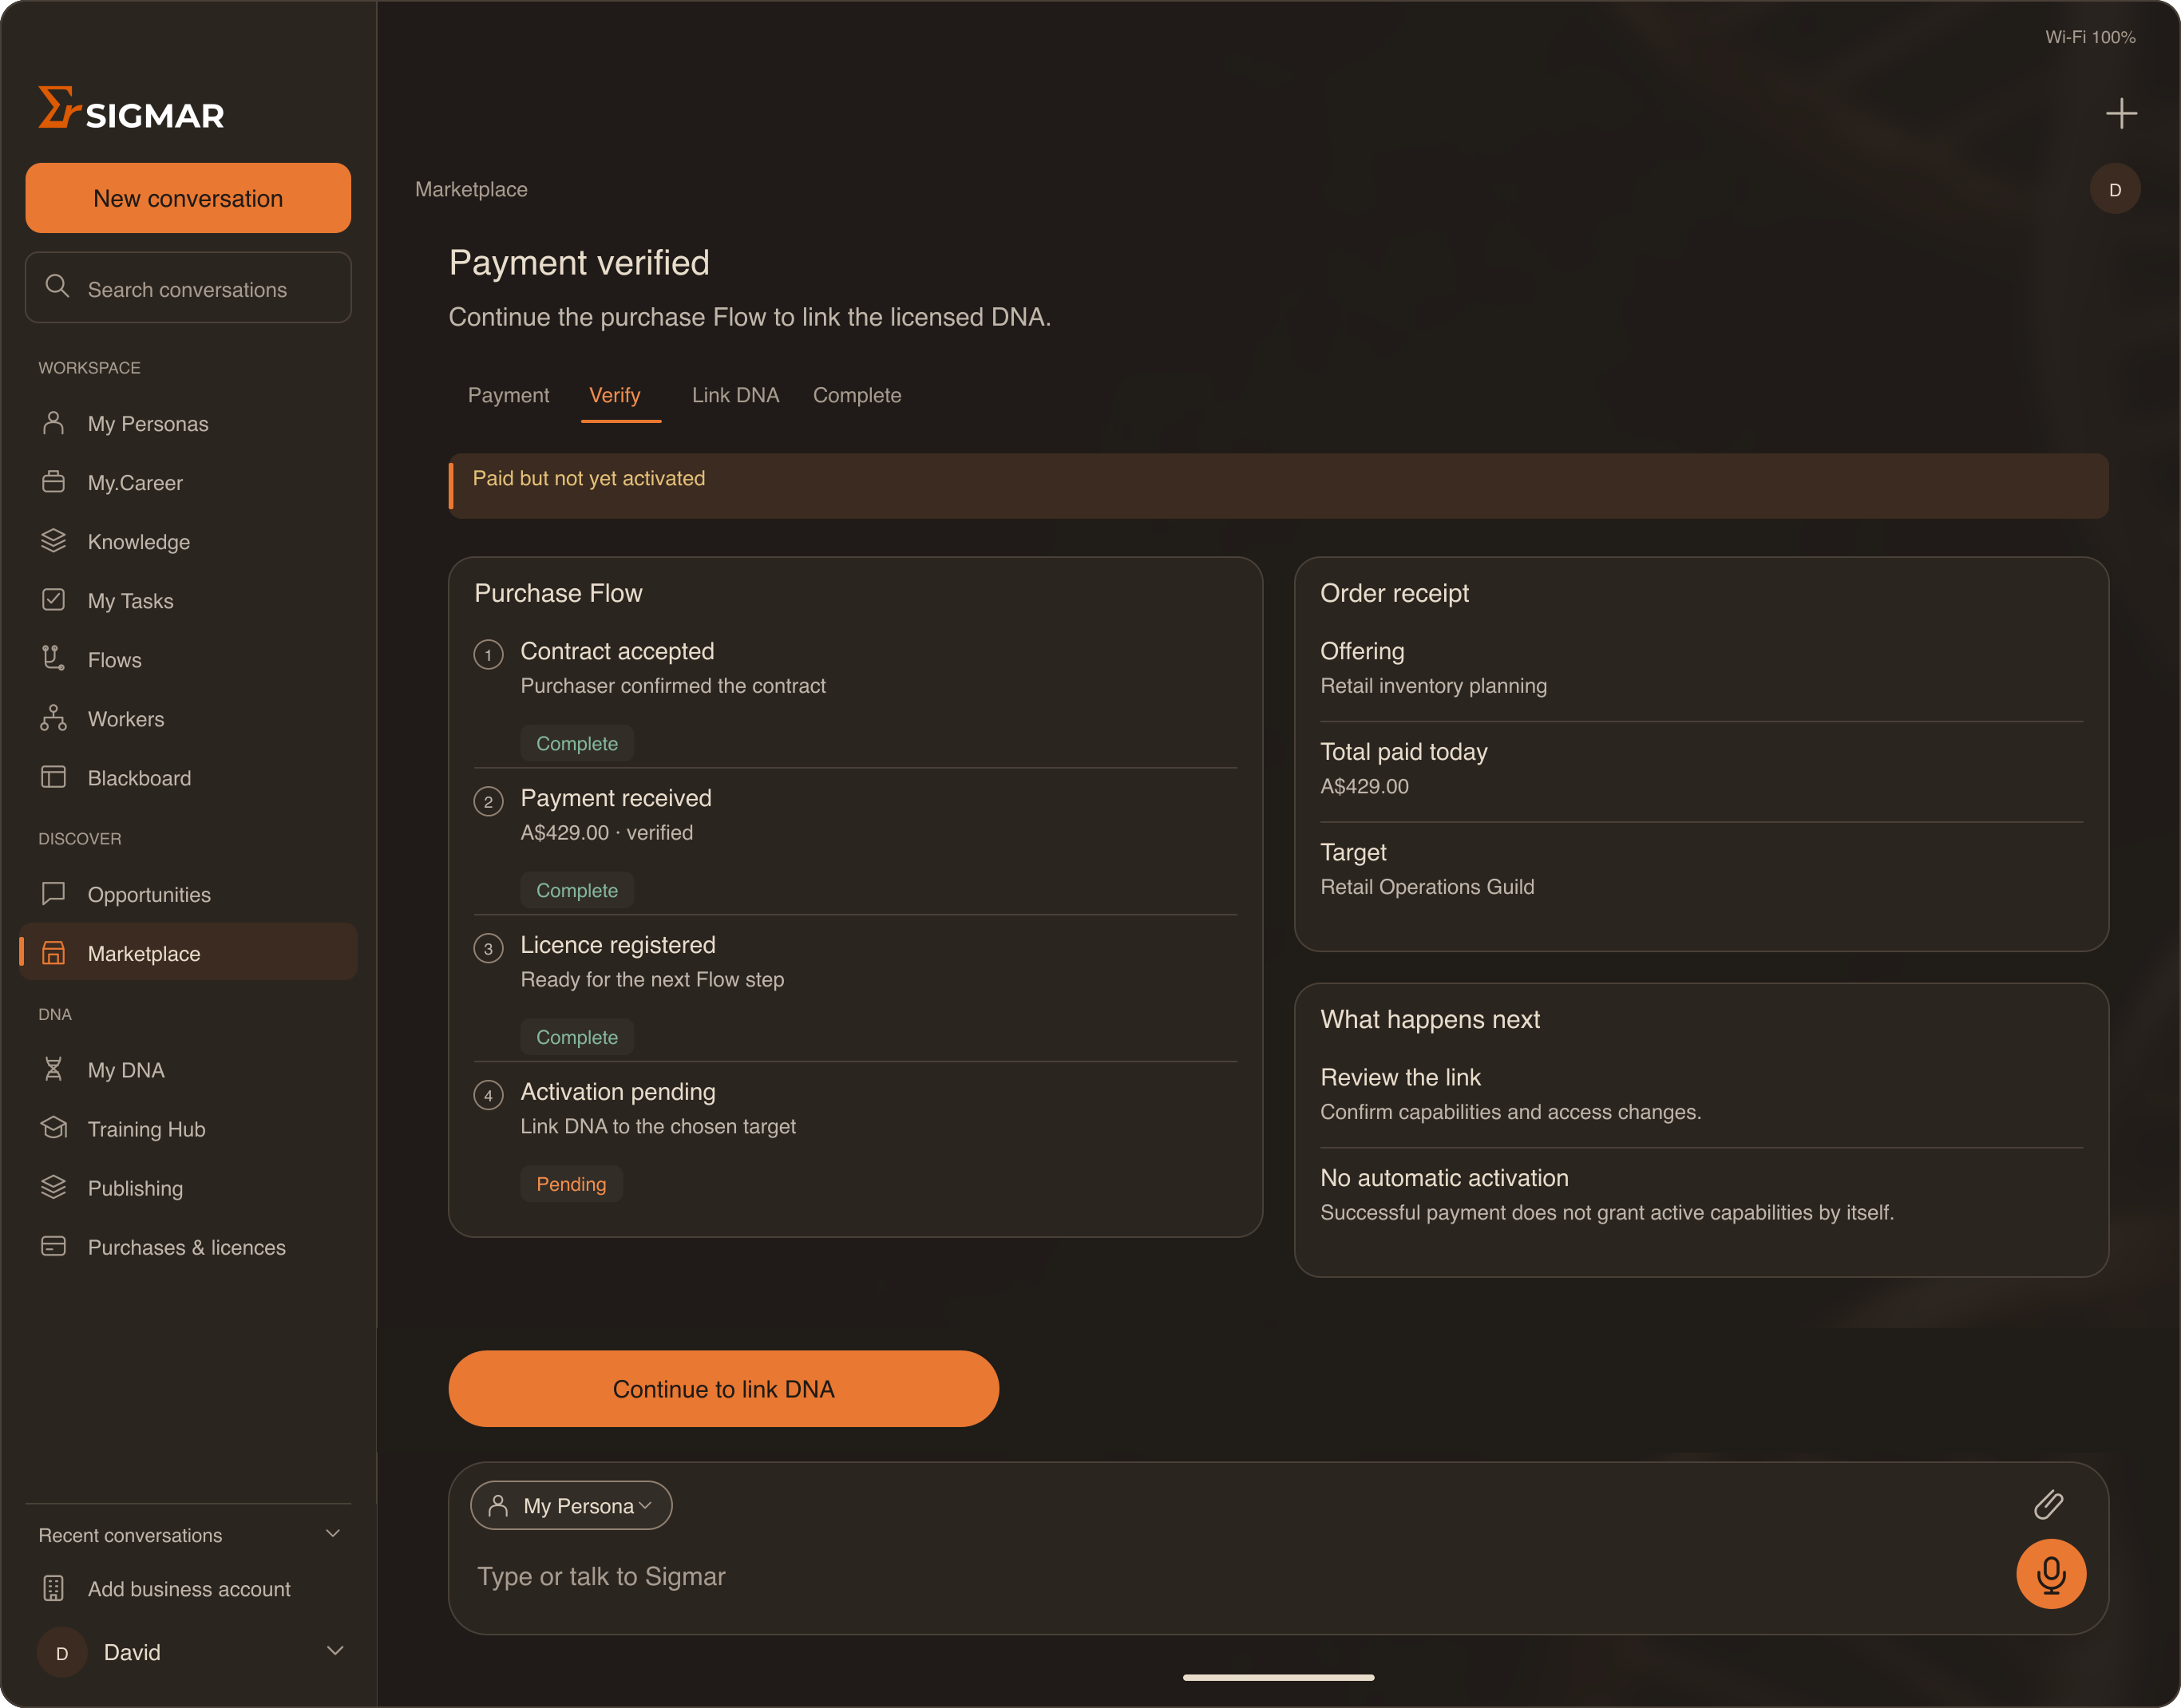 Wi-Fi 100%
SIGMAR
New conversation
Search conversations
WORKSPACE
My Personas
My.Career
Knowledge
My Tasks
Flows
Workers
Blackboard
DISCOVER
Opportunities
Marketplace
DNA
My DNA
Training Hub
Publishing
Purchases & licences
Recent conversations
Add business account
D
David
Marketplace
D
Payment verified
Continue the purchase Flow to link the licensed DNA.
Payment
Verify
Link DNA
Complete
Paid but not yet activated
Purchase Flow
1
Contract accepted
Purchaser confirmed the contract
Complete
2
Payment received
A$429.00 · verified
Complete
3
Licence registered
Ready for the next Flow step
Complete
4
Activation pending
Link DNA to the chosen target
Pending
Order receipt
Offering
Retail inventory planning
Total paid today
A$429.00
Target
Retail Operations Guild
What happens next
Review the link
Confirm capabilities and access changes.
No automatic activation
Successful payment does not grant active capabilities by itself.
Continue to link DNA
My Persona
Type or talk to Sigmar